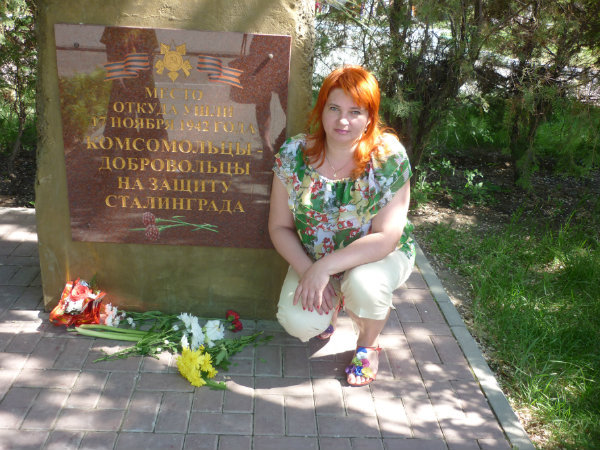 МЕСТО
ОТКУДА УШЛИ
17 НОЯБРЯ 1942 ГОДА
КОМСОМОЛЬЦЫ
ДОБРОВОЛЬЦЫ
НА ЗАЩИТУ
СТАЛИНГРАДА